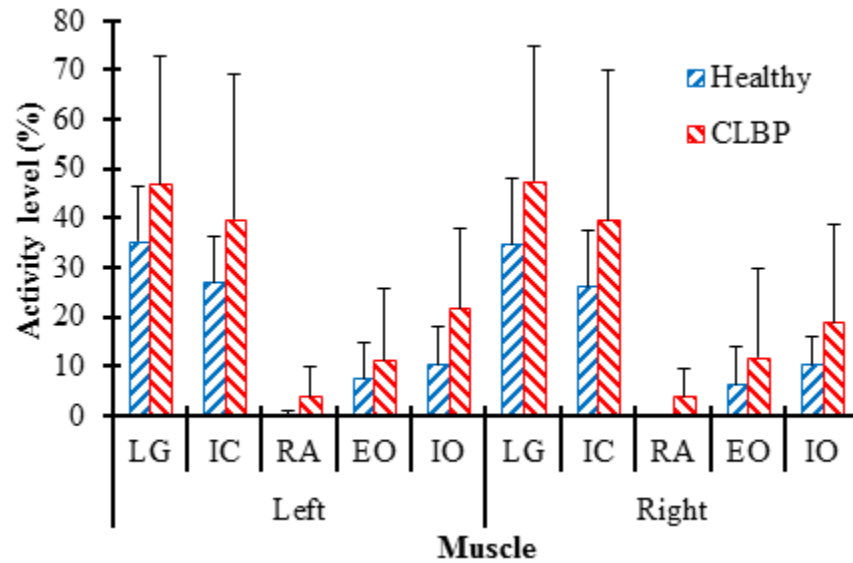 80
70
60
50
40
30
20
10
0
Activity level (%)
Healthy
CLBP
LG IC RA EO IO LG IC RA EO IO
Left Right
Muscle